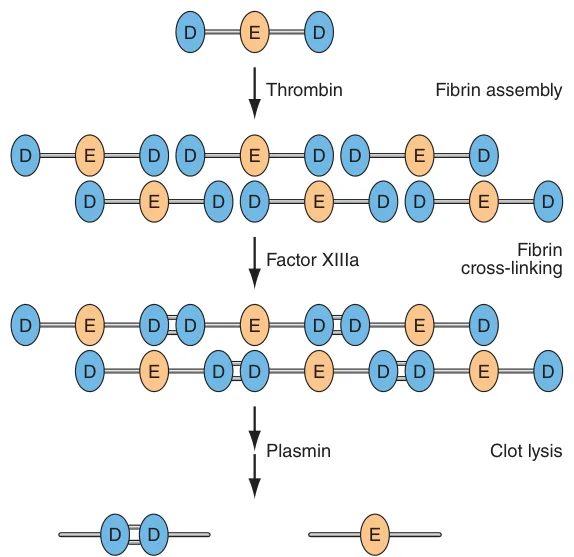 D E D
Thrombin Fibrin assembly
D E D D E D D E D
D E D D E D D E D
Factor XIIIa Fibrin
cross-linking
D E D D E D D E D
D E D D E D D E D
Plasmin Clot lysis
D D E